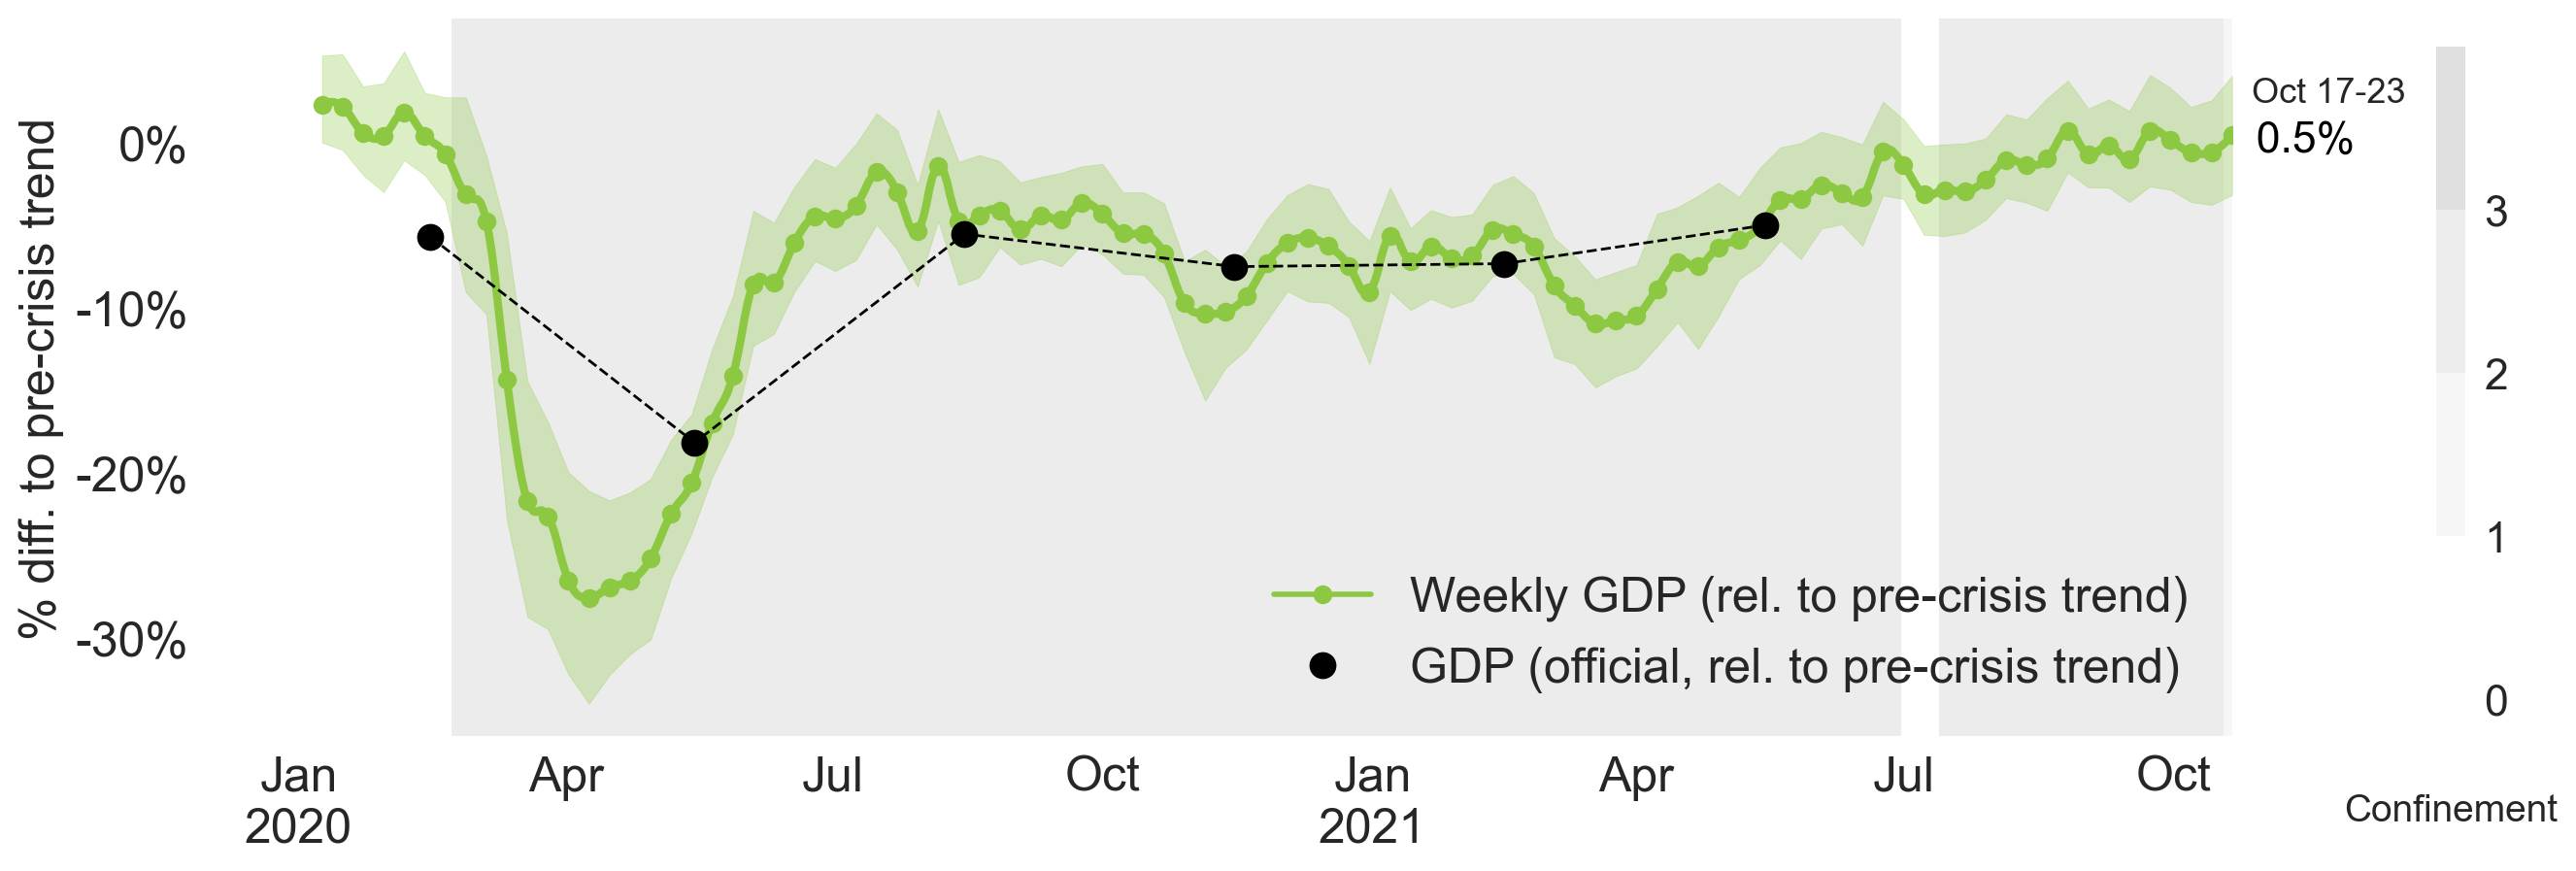 % diff. to pre-crisis trend
0%
-10%
-20%
-30%
Jan
2020
Apr
Jul
Oct
Jan
2021
Apr
Jul
Oct
Weekly GDP (rel. to pre-crisis trend)
GDP (official, rel. to pre-crisis trend)
Oct 17-23
0.5%
3
2
1
0
Confinement